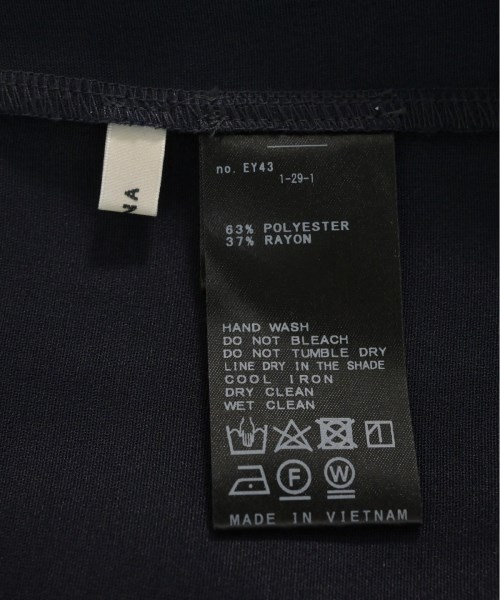 no. EY43
1-29-1
63% POLYESTER
37% RAYON
HAND WASH
DO NOT BLEACH
DO NOT TUMBLE DRY
LINE DRY IN THE SHADE
COOL IRON
DRY CLEAN
WET CLEAN
F W
MADE IN VIETNAM
NA